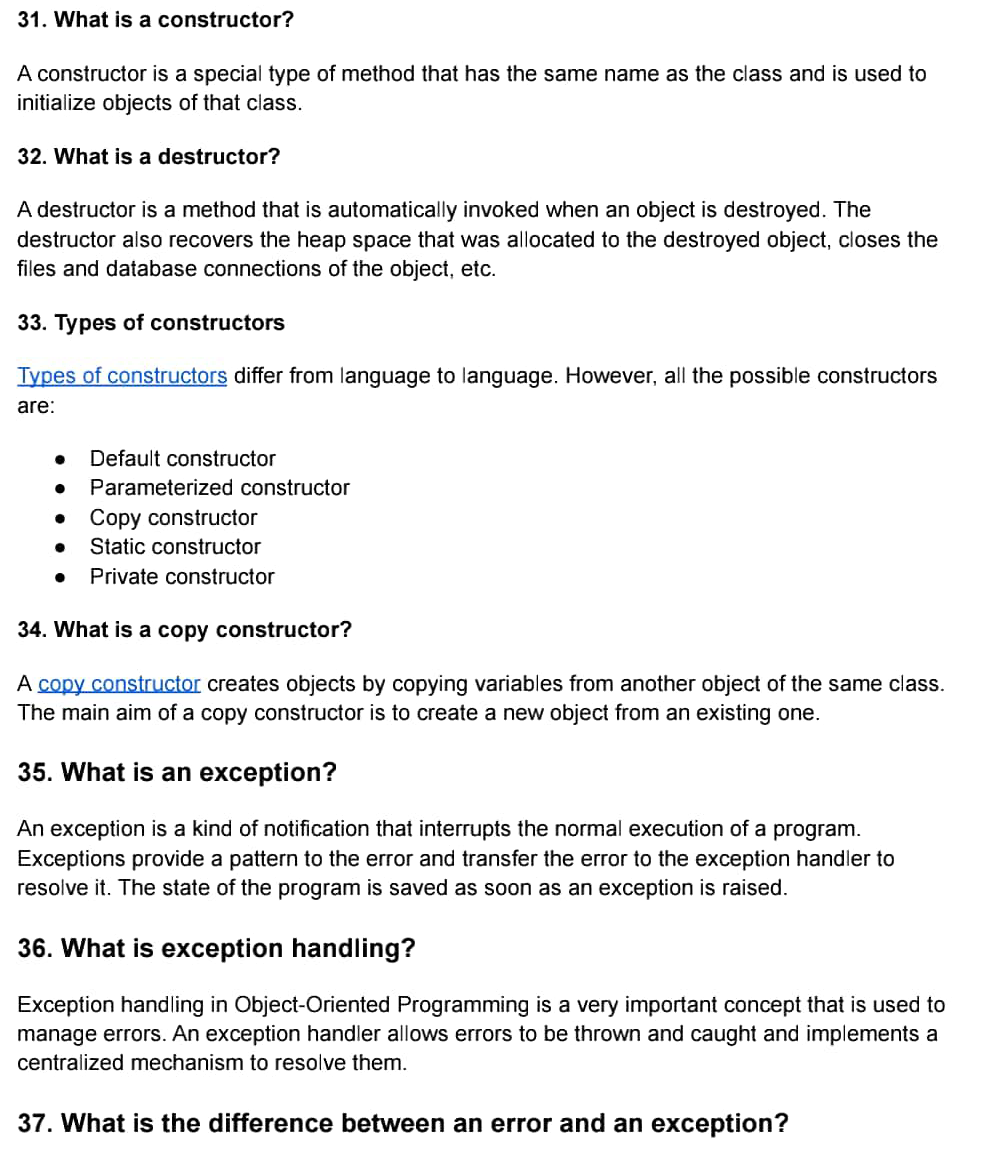 31. What is a constructor?
A constructor is a special type of method that has the same name as the class and is used to
initialize objects of that class.
32. What is a destructor?
A destructor is a method that is automatically invoked when an object is destroyed. The
destructor also recovers the heap space that was allocated to the destroyed object, closes the
files and database connections of the object, etc.
33. Types of constructors
Types of constructors differ from language to language. However, all the possible constructors
are:
● Default constructor
● Parameterized constructor
● Copy constructor
● Static constructor
● Private constructor
34. What is a copy constructor?
A copy constructor creates objects by copying variables from another object of the same class.
The main aim of a copy constructor is to create a new object from an existing one.
35. What is an exception?
An exception is a kind of notification that interrupts the normal execution of a program.
Exceptions provide a pattern to the error and transfer the error to the exception handler to
resolve it. The state of the program is saved as soon as an exception is raised.
36. What is exception handling?
Exception handling in Object-Oriented Programming is a very important concept that is used to
manage errors. An exception handler allows errors to be thrown and caught and implements a
centralized mechanism to resolve them.
37. What is the difference between an error and an exception?